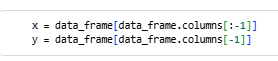 x = data_frame[data_frame.columns[:-1]]
y = data_frame[data_frame.columns[-1]]